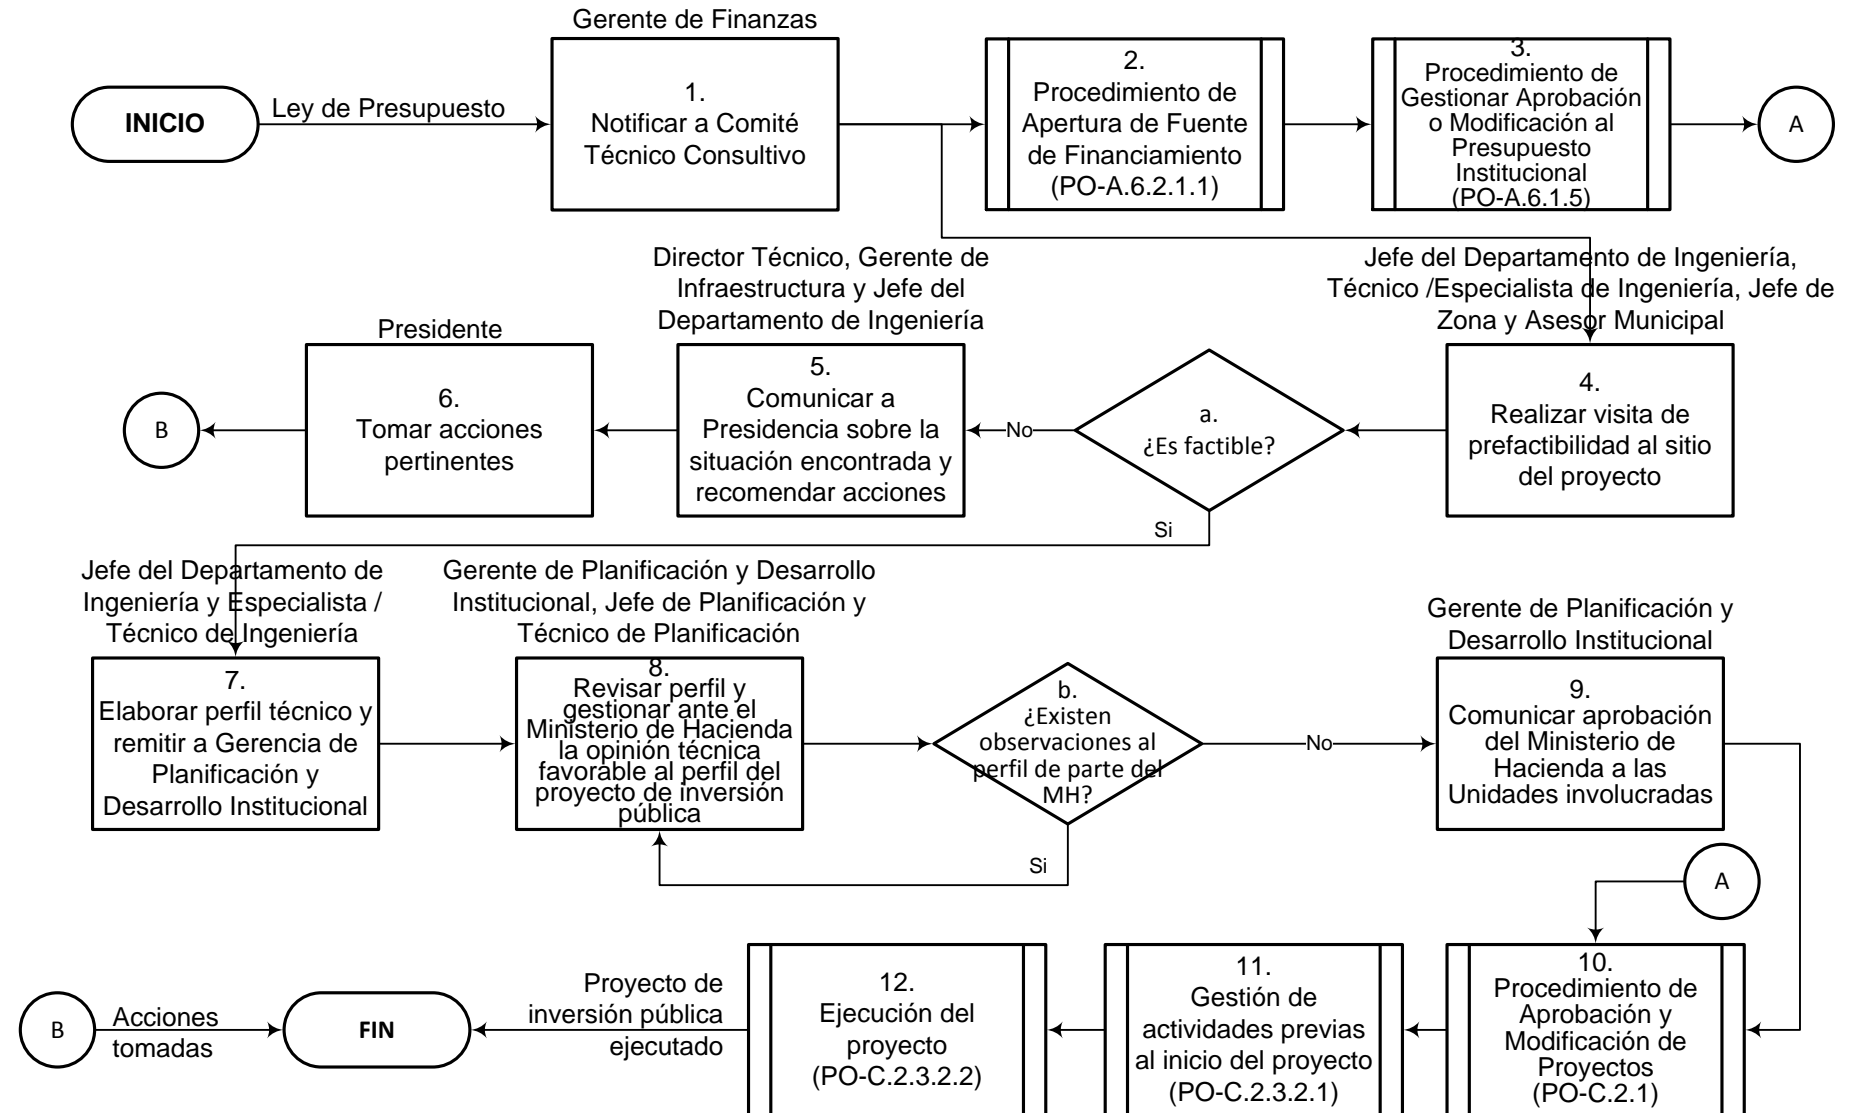 Gerente de Finanzas
INICIO
Ley de Presupuesto
1.
Notificar a Comité
Técnico Consultivo
2.
Procedimiento de
Apertura de Fuente
de Financiamiento
(PO-A.6.2.1.1)
3.
Procedimiento de
Gestionar Aprobación
o Modificación al
Presupuesto
Institucional
(PO-A.6.1.5)
A
Jefe del Departamento de Ingeniería,
Técnico /Especialista de Ingeniería, Jefe de
Zona y Asesor Municipal
4.
Realizar visita de
prefactibilidad al sitio
del proyecto
a.
¿Es factible?
No
Si
Director Técnico, Gerente de
Infraestructura y Jefe del
Departamento de Ingeniería
5.
Comunicar a
Presidencia sobre la
situación encontrada y
recomendar acciones
Presidente
6.
Tomar acciones
pertinentes
B
Jefe del Departamento de
Ingeniería y Especialista /
Técnico de Ingeniería
7.
Elaborar perfil técnico y
remitir a Gerencia de
Planificación y
Desarrollo Institucional
Gerente de Planificación y Desarrollo
Institucional, Jefe de Planificación y
Técnico de Planificación
8.
Revisar perfil y
gestionar ante el
Ministerio de Hacienda
la opinión técnica
favorable al perfil del
proyecto de inversión
pública
b.
¿Existen
observaciones al
perfil de parte del
MH?
No
Si
Gerente de Planificación y
Desarrollo Institucional
9.
Comunicar aprobación
del Ministerio de
Hacienda a las
Unidades involucradas
A
10.
Procedimiento de
Aprobación y
Modificación de
Proyectos
(PO-C.2.1)
11.
Gestión de
actividades previas
al inicio del proyecto
(PO-C.2.3.2.1)
12.
Ejecución del
proyecto
(PO-C.2.3.2.2)
Proyecto de
inversión pública
ejecutado
B
Acciones
tomadas
FIN